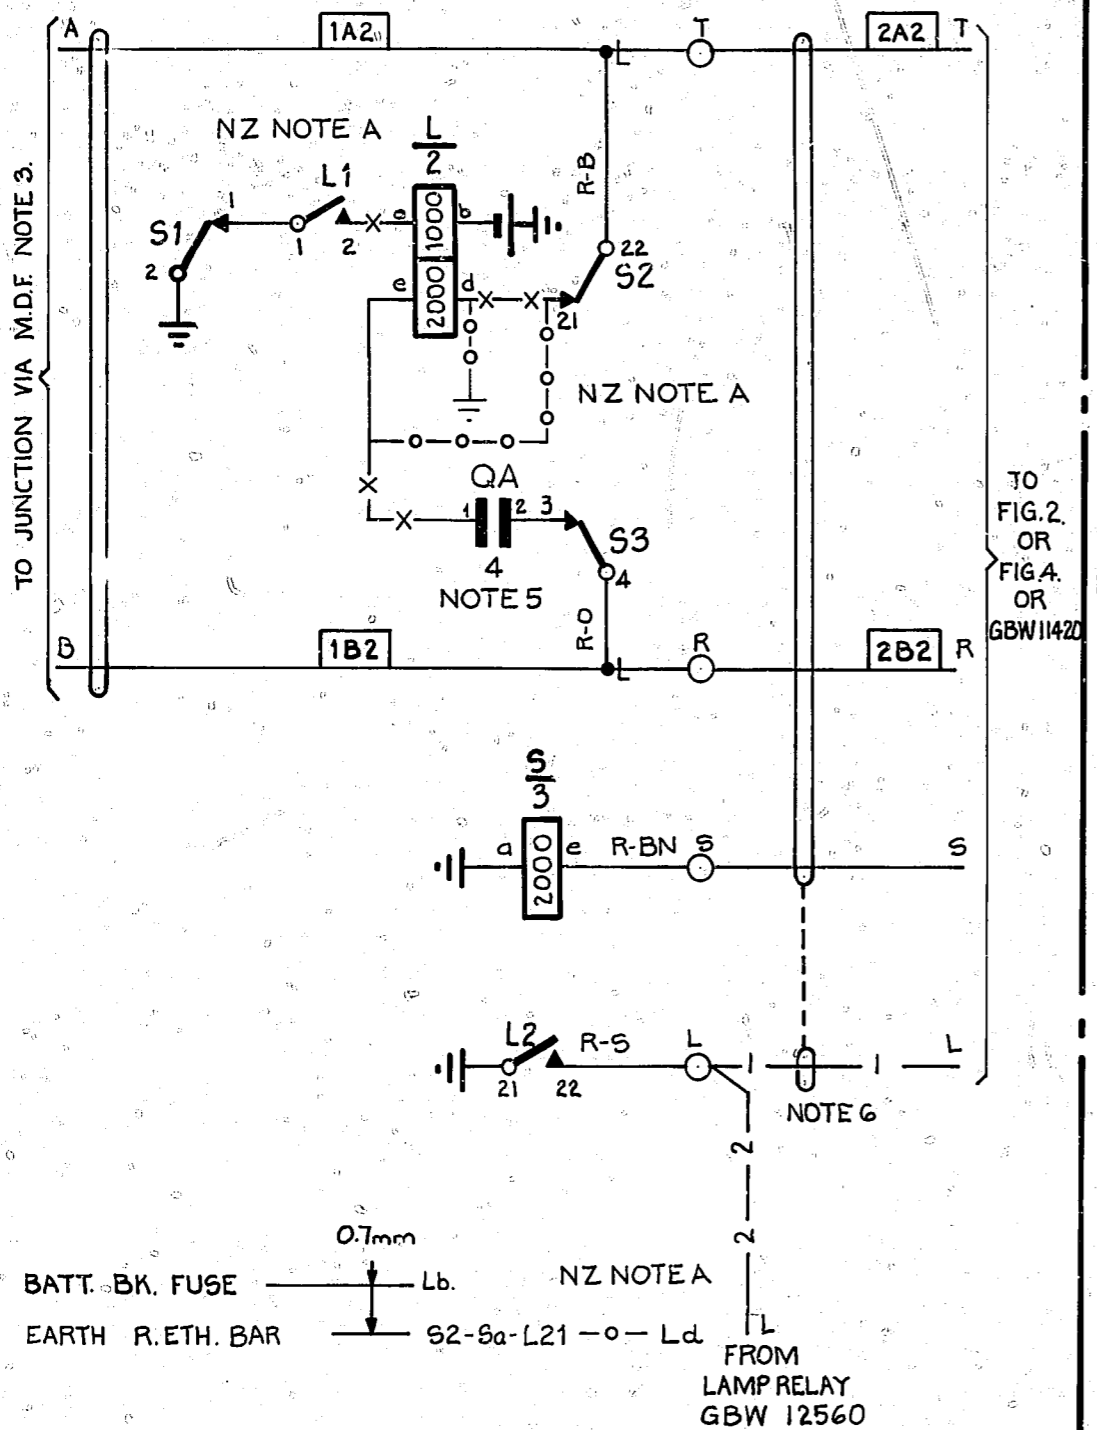 A
1A2
T
2A2
T
TO JUNCTION VIA M.D.F. NOTE 3.
L
NZ NOTE A
L
2
R-B
L1
1
1
2
a
1000
b
S1
2
22
S2
e
2000
d
21
NZ NOTE A
QA
1
2
3
4
NOTE 5
S3
4
R-O
TO
FIG.2.
OR
FIG.4.
OR
GBW11420
B
1B2
L
R
2B2
R
S
3
a
2000
e
R-BN
S
S
L2
R-S
L
21
22
1
1
L
NOTE 6
2
2
0.7mm
BATT. BK. FUSE
Lb.
NZ NOTE A
EARTH R.ETH. BAR
S2-Sa-L21 -o- Ld
L
FROM
LAMP RELAY
GBW 12560